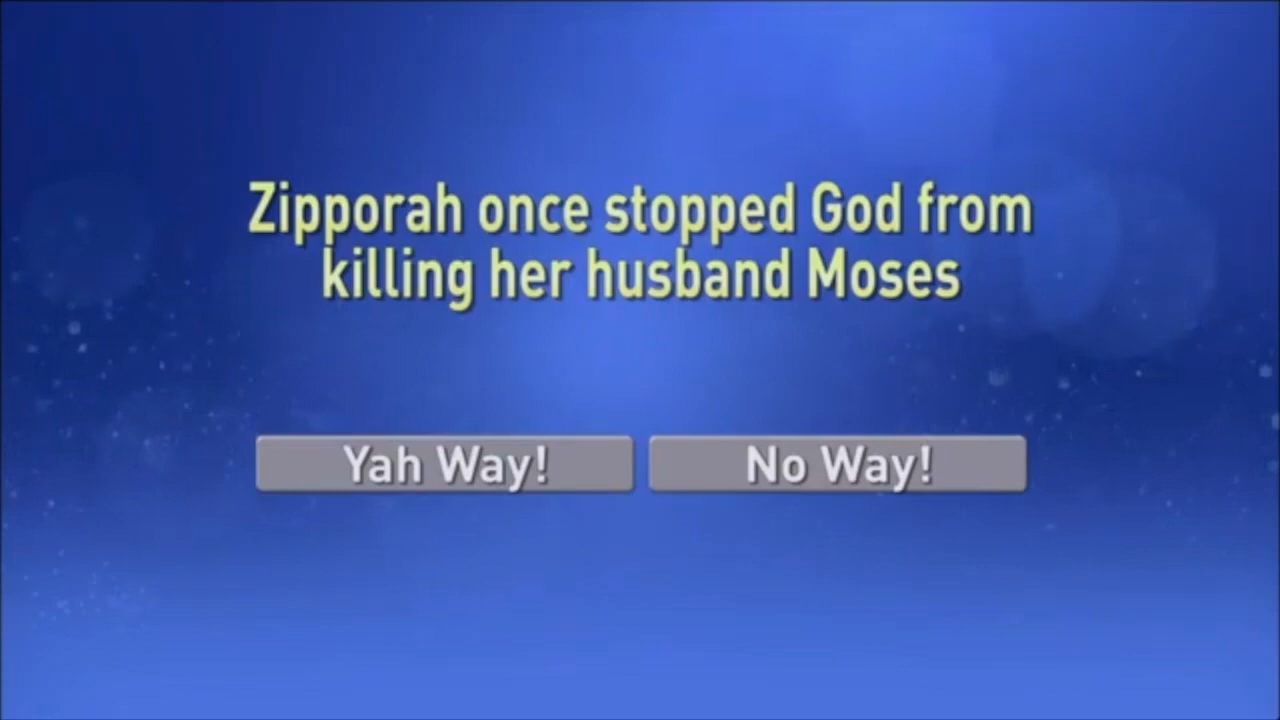 Zipporah once stopped God from
killing her husband Moses
Yah Way!
No Way!